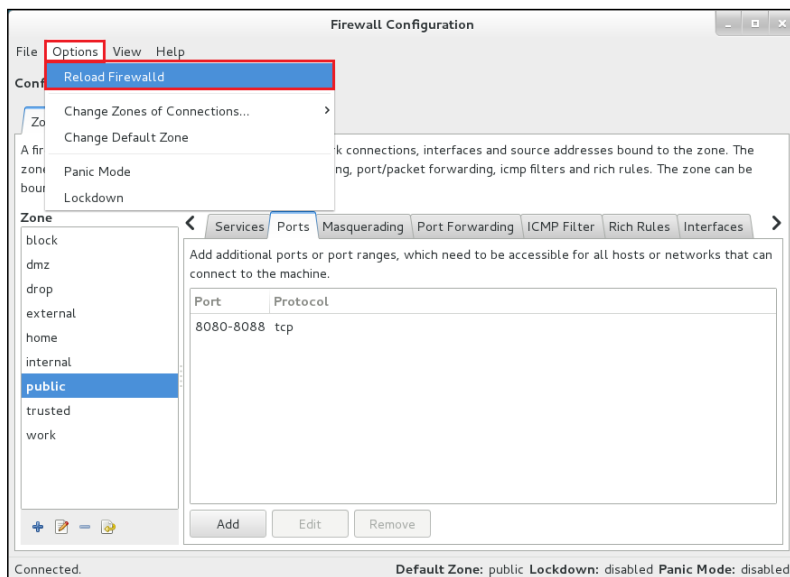 Firewall Configuration
File Options View Help
Reload Firewalld
Conf
Change Zones of Connections...
Zo
Change Default Zone
A fir
k connections, interfaces and source addresses bound to the zone. The
zone
ng, port/packet forwarding, icmp filters and rich rules. The zone can be
Panic Mode
bour
Lockdown
Zone
Services Ports Masquerading Port Forwarding ICMP Filter Rich Rules Interfaces
block
dmz
drop
external
home
internal
public
trusted
work
Add additional ports or port ranges, which need to be accessible for all hosts or networks that can
connect to the machine.
Port Protocol
8080-8088 tcp
Add Edit Remove
Connected.
Default Zone: public Lockdown: disabled Panic Mode: disabled